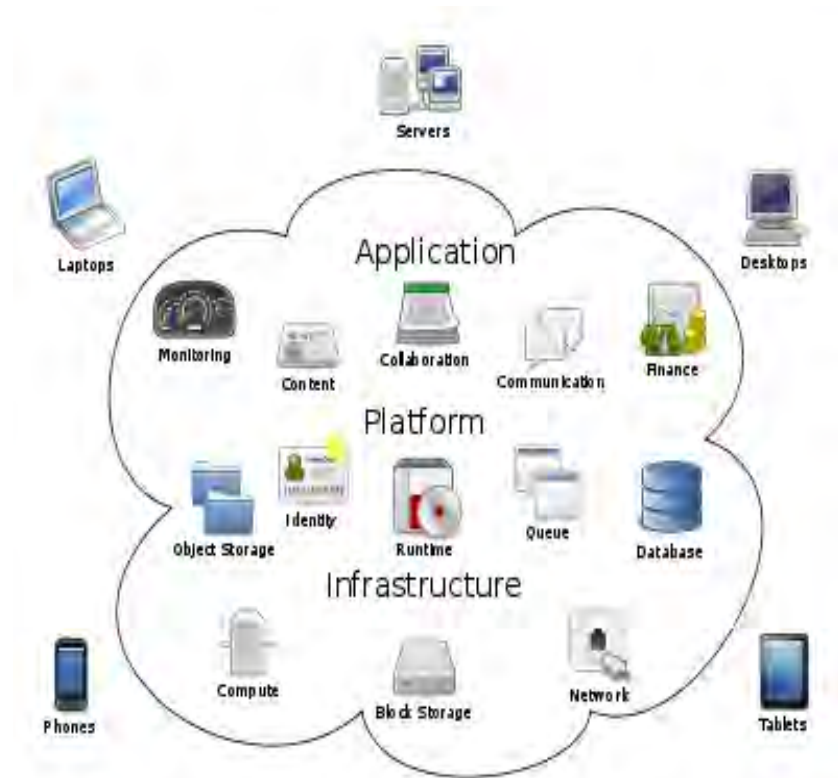 Servers
Laptops
Desktops
Application
Monitoring
Content
Collaboration
Communication
Finance
Platform
Object Storage
Identity
Runtime
Queue
Database
Infrastructure
Compute
Block Storage
Network
Phones
Tablets